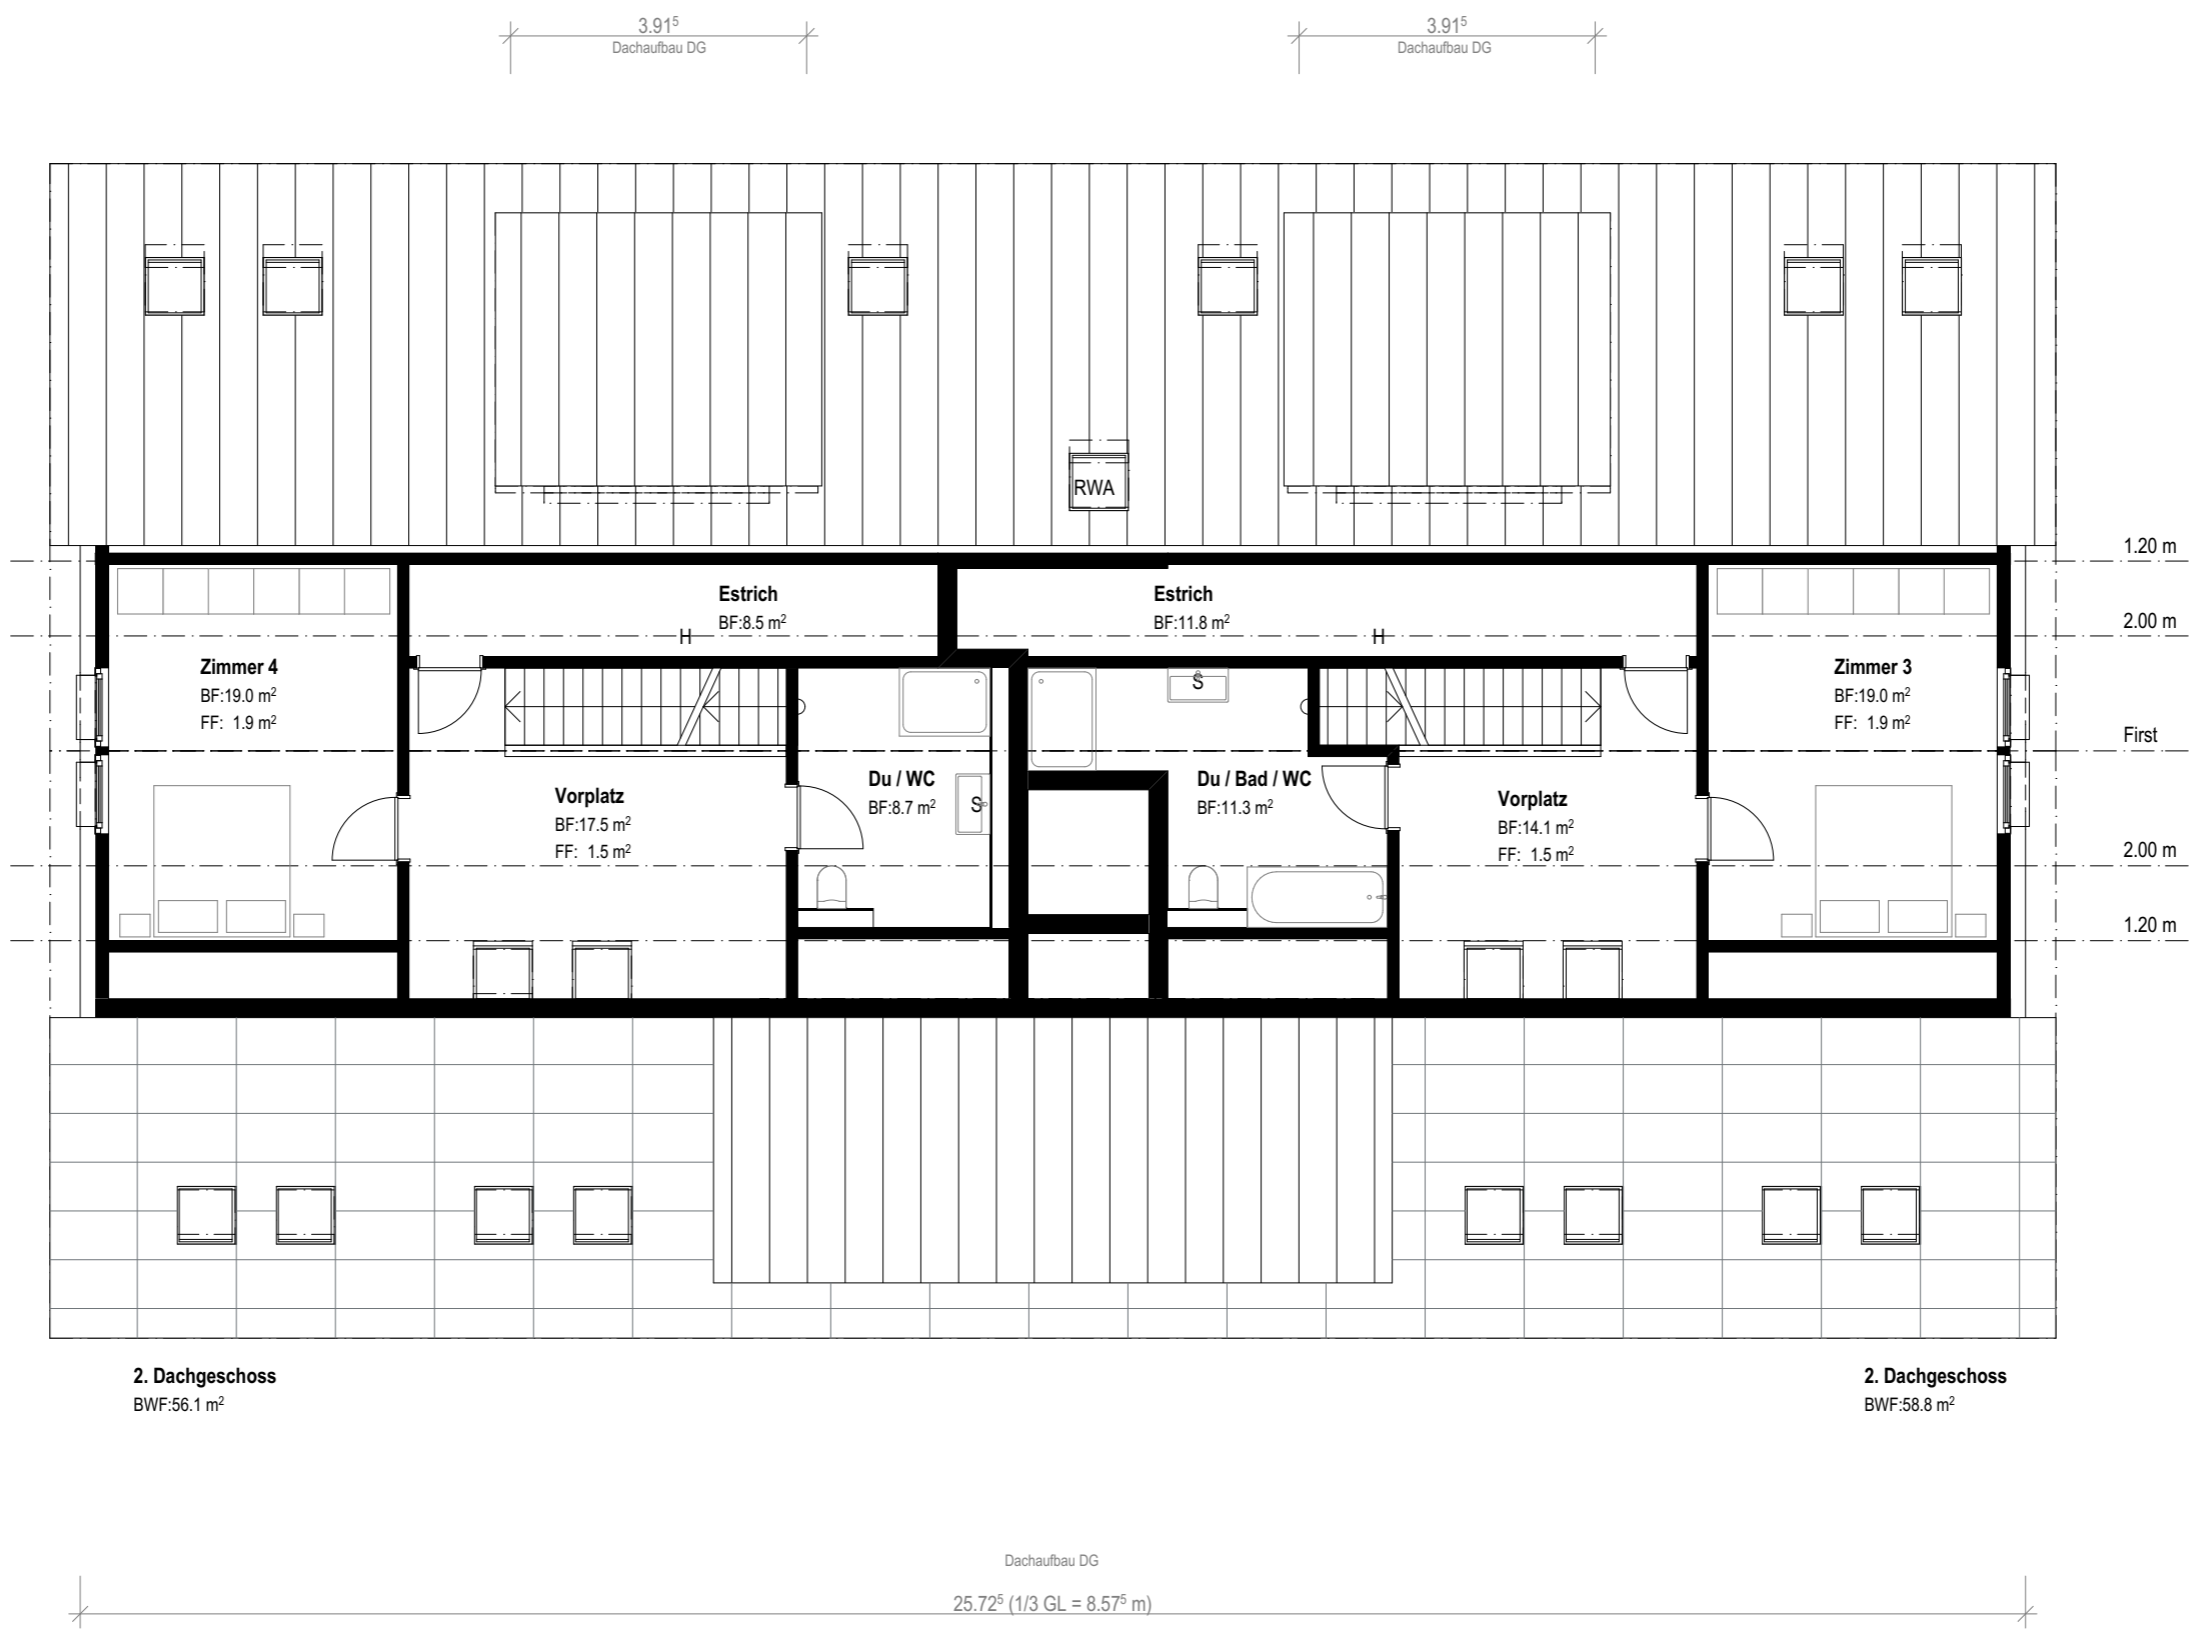 3.91⁵
Dachaufbau DG
3.91⁵
Dachaufbau DG
RWA
1.20 m
Estrich
BF:8.5 m²
Estrich
BF:11.8 m²
2.00 m
H
H
Zimmer 4
BF:19.0 m²
FF: 1.9 m²
S
Zimmer 3
BF:19.0 m²
FF: 1.9 m²
First
Vorplatz
BF:17.5 m²
FF: 1.5 m²
Du / WC
BF:8.7 m²
S
Du / Bad / WC
BF:11.3 m²
Vorplatz
BF:14.1 m²
FF: 1.5 m²
2.00 m
1.20 m
2. Dachgeschoss
BWF:56.1 m²
2. Dachgeschoss
BWF:58.8 m²
Dachaufbau DG
25.72⁵ (1/3 GL = 8.57⁵ m)